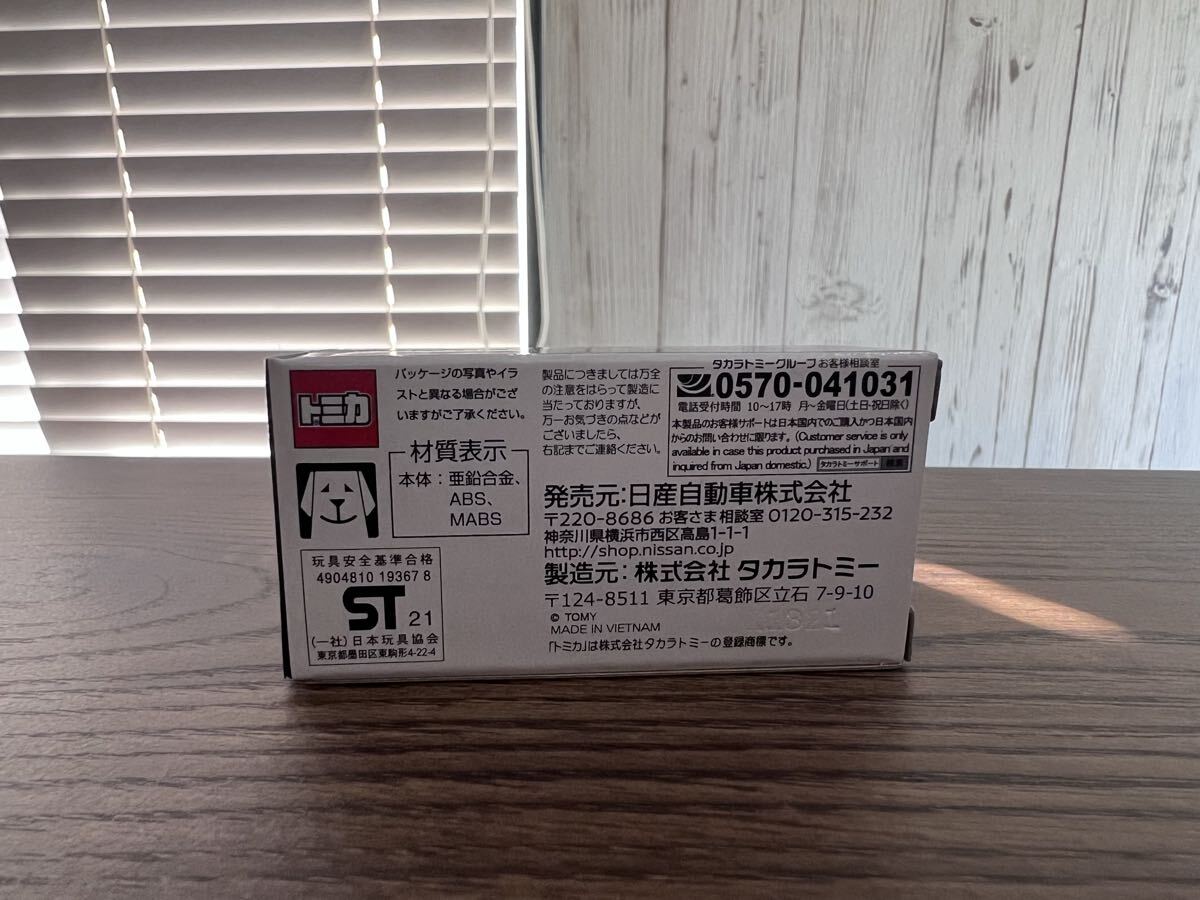 トミカ
パッケージの写真やイラ
ストと異なる場合がござ
いますがご了承ください。
材質表示
本体：亜鉛合金、
ABS、
MABS
玩具安全基準合格
4904810 19367 8
ST 21
(一社)日本玩具協会
東京都墨田区東駒形4-22-4
製品につきましては万全
の注意をはらって製造に
当たっておりますが、
万一お気づきの点などが
ございましたら、
右記までご連絡ください。
タカラトミーグループお客様相談室
0570-041031
電話受付時間 10～17時 月～金曜日(土日・祝日除く)
本製品のお客様サポートは日本国内でのご購入かつ日本国内
からのお問い合わせに限ります。(Customer service is only
available in case this product purchased in Japan and
inquired from Japan domestic.) タカラトミーサポート 検索
発売元：日産自動車株式会社
〒220-8686 お客さま相談室 0120-315-232
神奈川県横浜市西区高島1-1-1
http://shop.nissan.co.jp
製造元：株式会社 タカラトミー
〒124-8511 東京都葛飾区立石 7-9-10
© TOMY
MADE IN VIETNAM
「トミカ」は株式会社タカラトミーの登録商標です。